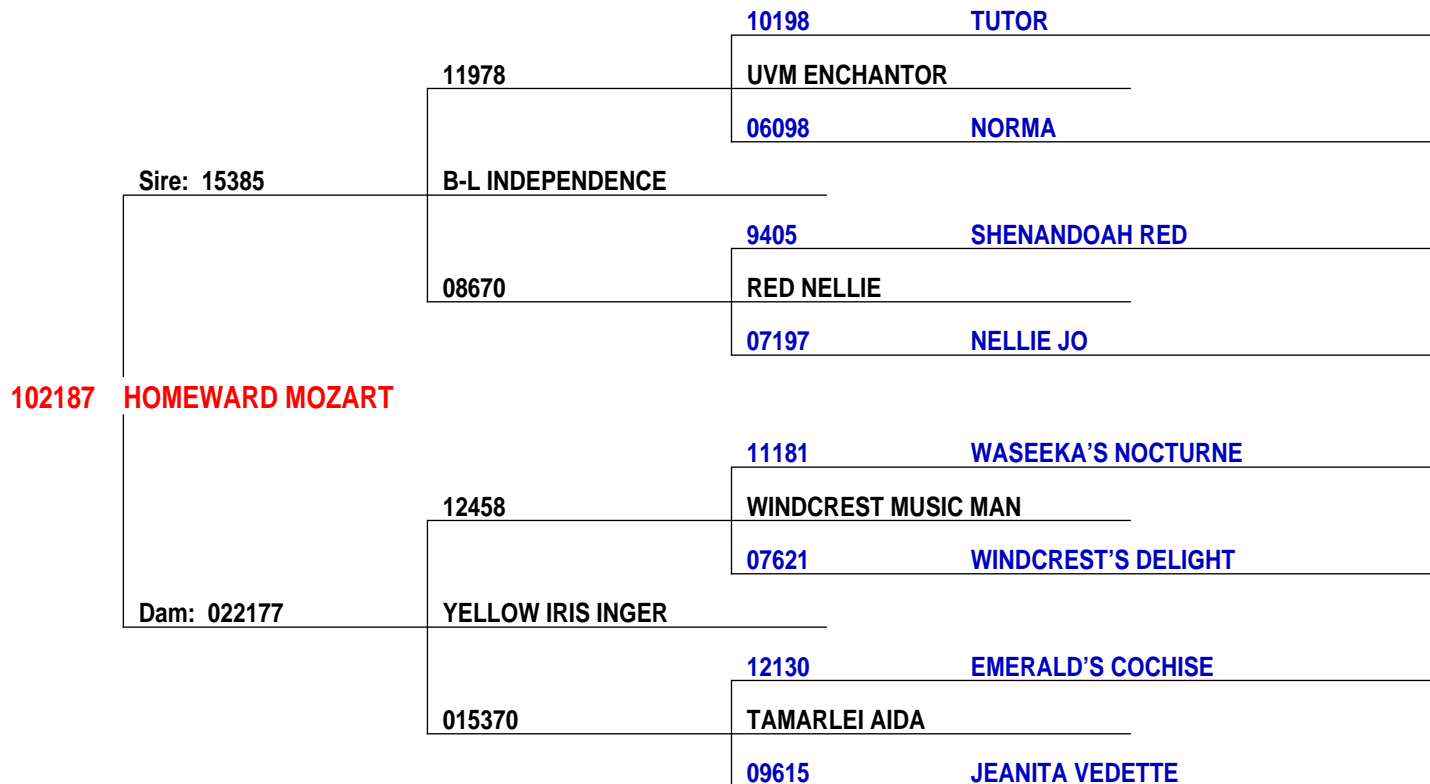 10198 TUTOR
11978 UVM ENCHANTOR
06098 NORMA
Sire: 15385 B-L INDEPENDENCE
9405 SHENANDOAH RED
08670 RED NELLIE
07197 NELLIE JO
102187 HOMEWARD MOZART
11181 WASEEKA’S NOCTURNE
12458 WINDCREST MUSIC MAN
07621 WINDCREST’S DELIGHT
Dam: 022177 YELLOW IRIS INGER
12130 EMERALD’S COCHISE
015370 TAMARLEI AIDA
09615 JEANITA VEDETTE